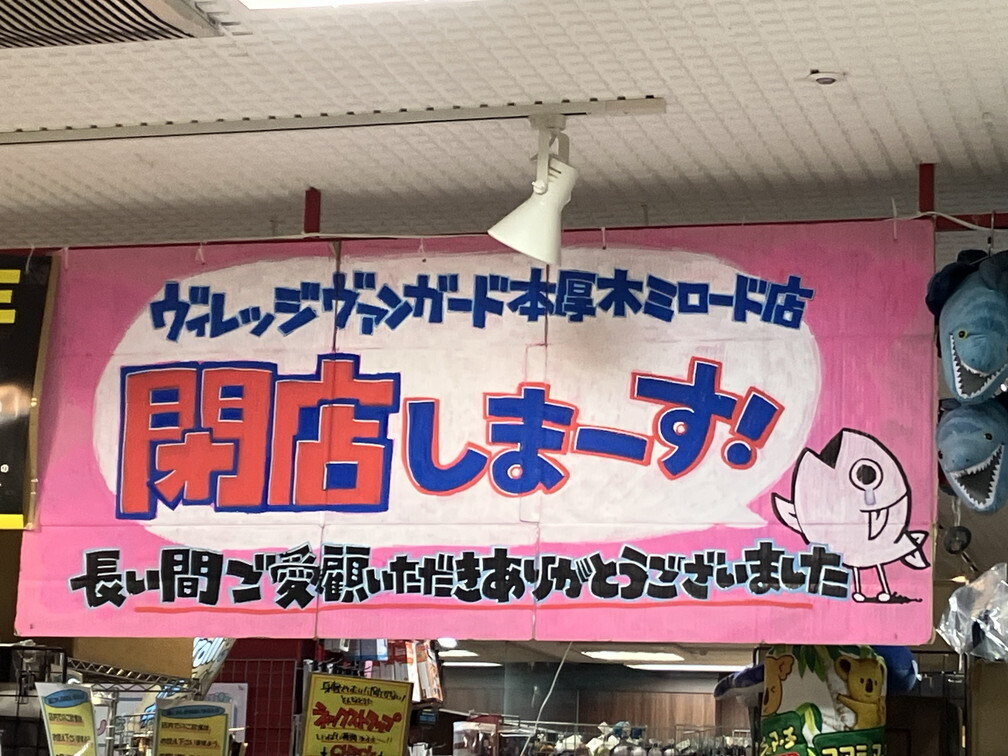 ヴィレッジヴァンガード本厚木ミロード店
閉店しまーす!
長い間ご愛顧いただきありがとうございました